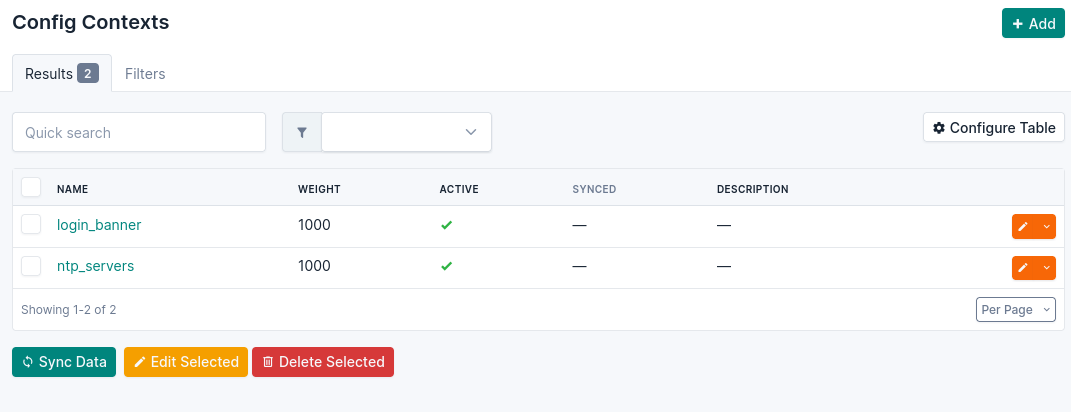 Config Contexts
+ Add
Results 2 Filters
Quick search
Configure Table
NAME WEIGHT ACTIVE SYNCED DESCRIPTION
login_banner 1000 — —
ntp_servers 1000 — —
Showing 1-2 of 2 Per Page
Sync Data Edit Selected Delete Selected